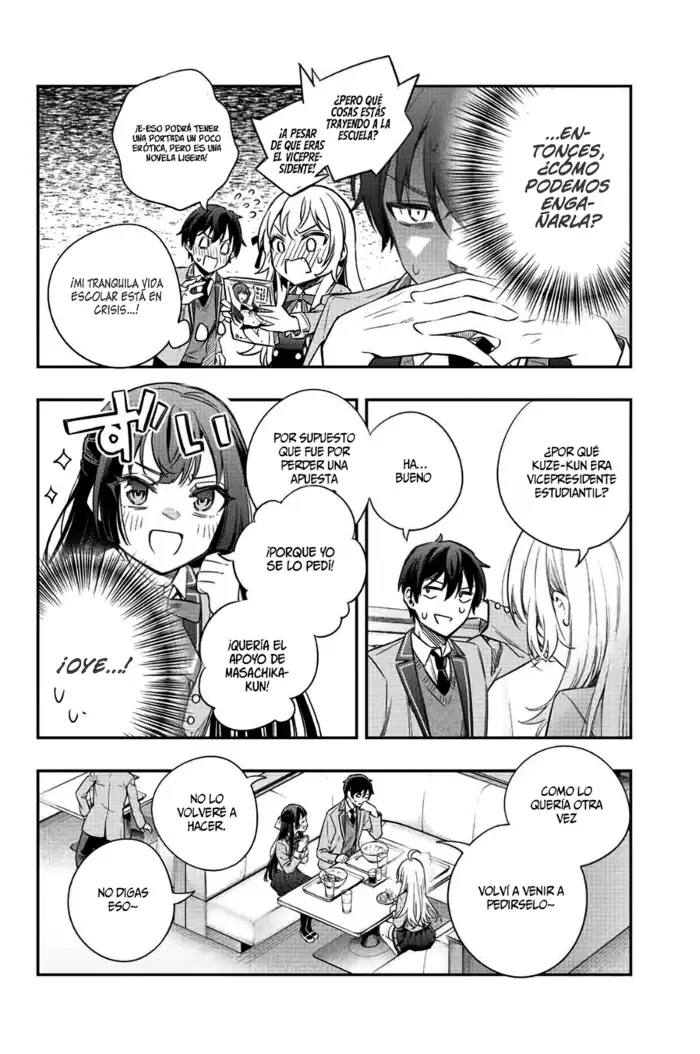 ...EN-
TONCES,
¿CÓMO
PODEMOS
ENGA-
ÑARLA?
¿PERO QUÉ
COSAS ESTÁS
TRAYENDO A LA
ESCUELA?
¡A PESAR
DE QUE ERAS
EL VICEPRE-
SIDENTE!
¡E-ESO PODRÁ TENER
UNA PORTADA UN POCO
ERÓTICA, PERO ES UNA
NOVELA LIGERA!
¡MI TRANQUILA VIDA
ESCOLAR ESTÁ EN
CRISIS...!
¿POR QUÉ
KUZE-KUN ERA
VICEPRESIDENTE
ESTUDIANTIL?
HA...
BUENO
POR SUPUESTO
QUE FUE POR
PERDER UNA
APUESTA
¡PORQUE YO
SE LO PEDÍ!
¡QUERÍA EL
APOYO DE
MASACHIKA-
KUN!
ずいっ
¡OYE...!
COMO LO
QUERÍA OTRA
VEZ
VOLVÍ A VENIR A
PEDIRSELO~
NO LO
VOLVERÉ A
HACER.
NO DIGAS
ESO~